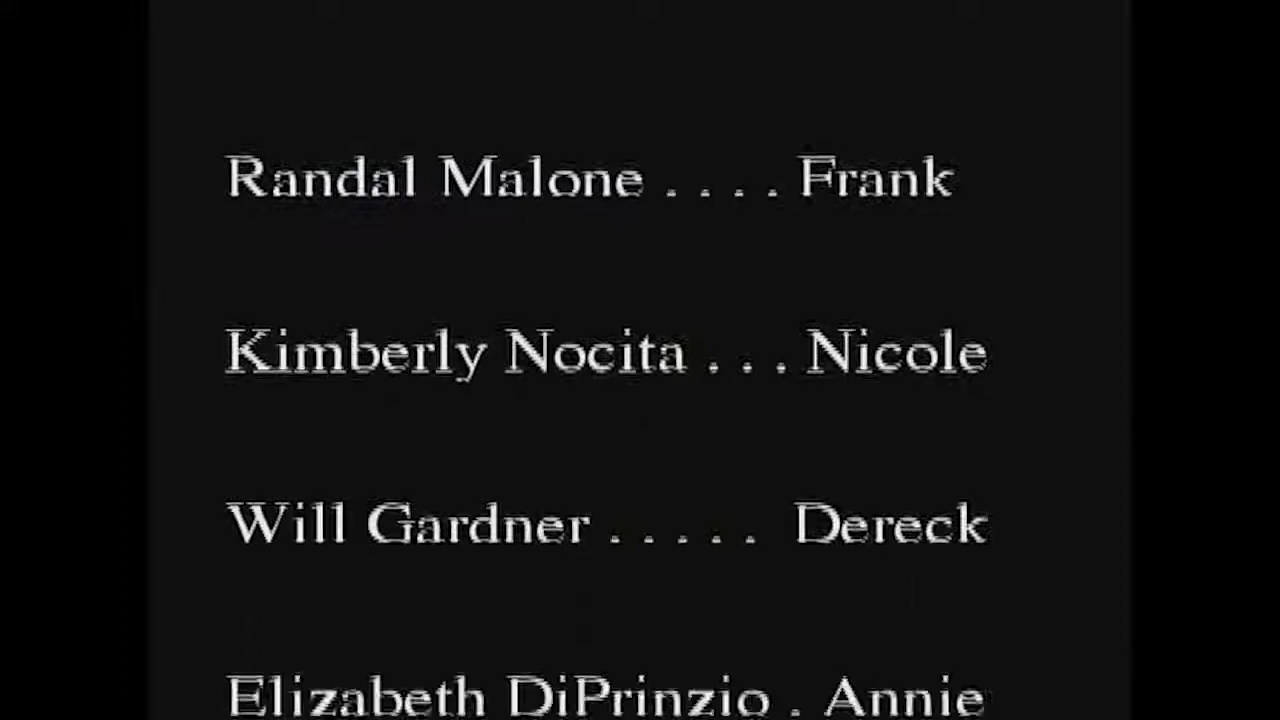 Randal Malone . . . . Frank
Kimberly Nocita . . . Nicole
Will Gardner . . . . . Dereck
Elizabeth DiPrinzio . Annie